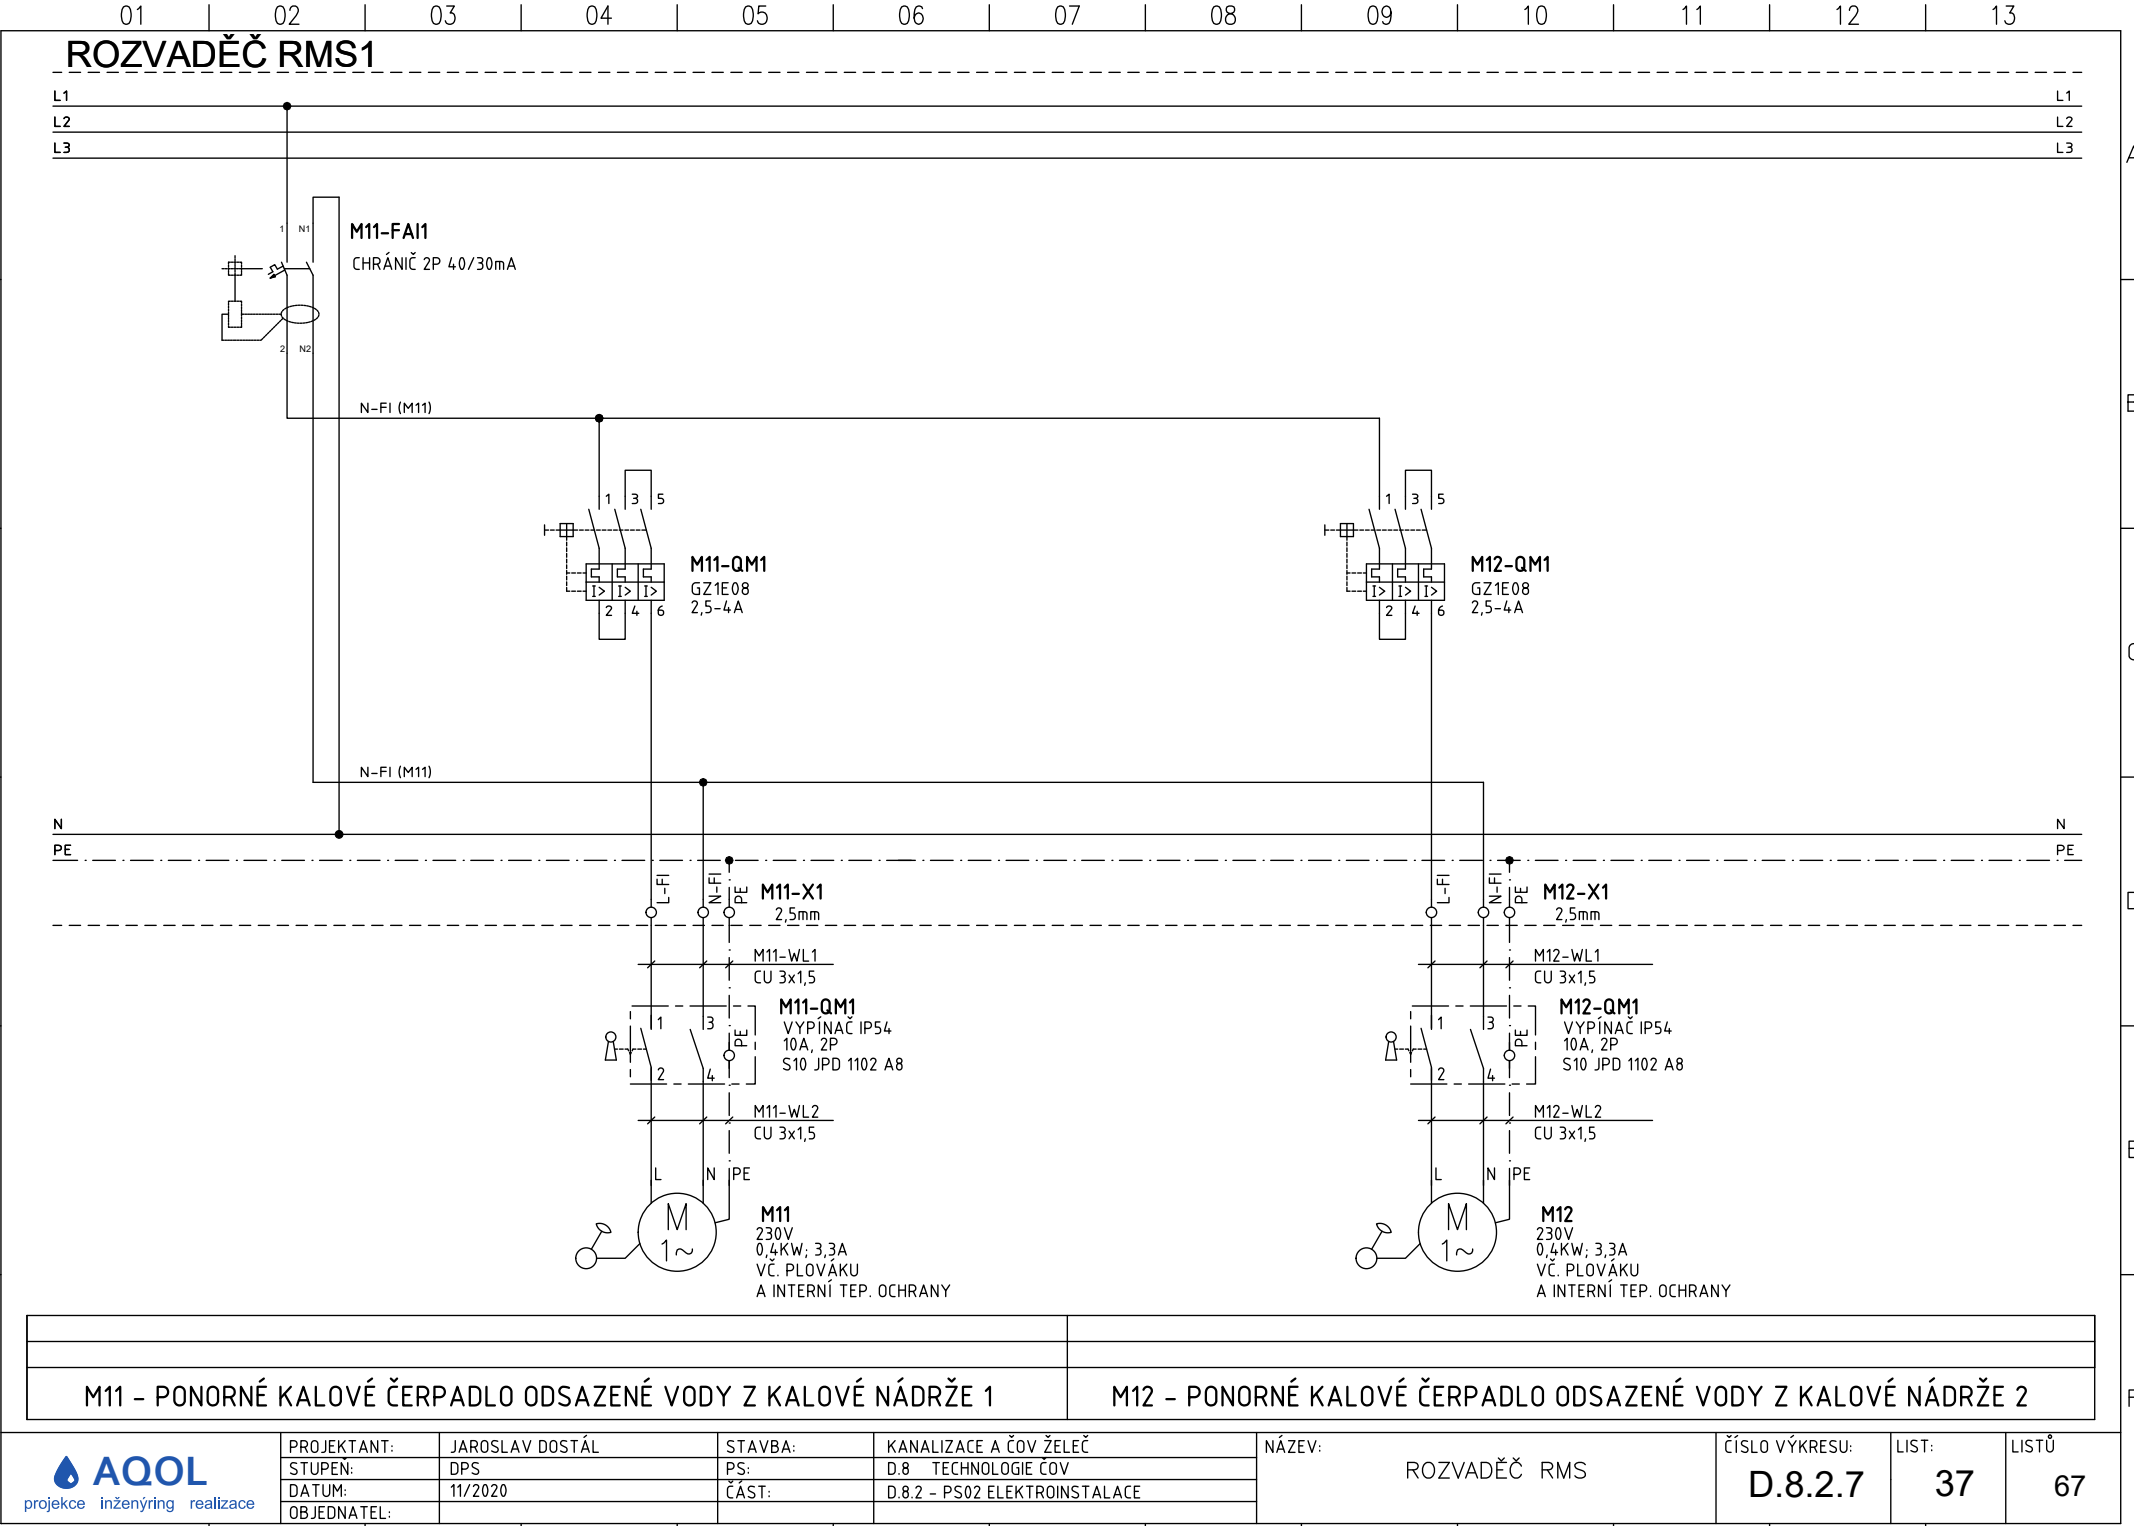 01 02 03 04 05 06 07 08 09 10 11 12 13
ROZVADĚČ RMS1
L1 L1
L2 L2
L3 L3
A
1 N1
M11-FAI1
CHRÁNIČ 2P 40/30mA
2 N2
N-FI (M11)
B
1 3 5
1 3 5
M11-QM1
GZ1E08
2,5-4A
I> I> I>
2 4 6
M12-QM1
GZ1E08
2,5-4A
I> I> I>
2 4 6
C
N-FI (M11)
N N
PE PE
L-FI N-FI PE
M11-X1
2,5mm
L-FI N-FI PE
M12-X1
2,5mm
D
M11-WL1
CU 3x1,5
M12-WL1
CU 3x1,5
M11-QM1
VYPÍNAČ IP54
10A, 2P
S10 JPD 1102 A8
1 3
PE
2 4
M12-QM1
VYPÍNAČ IP54
10A, 2P
S10 JPD 1102 A8
1 3
PE
2 4
M11-WL2
CU 3x1,5
M12-WL2
CU 3x1,5
E
L N PE
L N PE
M
1~
M11
230V
0,4KW; 3,3A
VČ. PLOVÁKU
A INTERNÍ TEP. OCHRANY
M
1~
M12
230V
0,4KW; 3,3A
VČ. PLOVÁKU
A INTERNÍ TEP. OCHRANY
M11 - PONORNÉ KALOVÉ ČERPADLO ODSAZENÉ VODY Z KALOVÉ NÁDRŽE 1
M12 - PONORNÉ KALOVÉ ČERPADLO ODSAZENÉ VODY Z KALOVÉ NÁDRŽE 2
F
AQOL
projekce inženýring realizace
PROJEKTANT: JAROSLAV DOSTÁL
STUPEŇ: DPS
DATUM: 11/2020
OBJEDNATEL:
STAVBA: KANALIZACE A ČOV ŽELEČ
PS: D.8 TECHNOLOGIE ČOV
ČÁST: D.8.2 - PS02 ELEKTROINSTALACE
NÁZEV:
ROZVADĚČ RMS
ČÍSLO VÝKRESU:
D.8.2.7
LIST:
37
LISTŮ
67